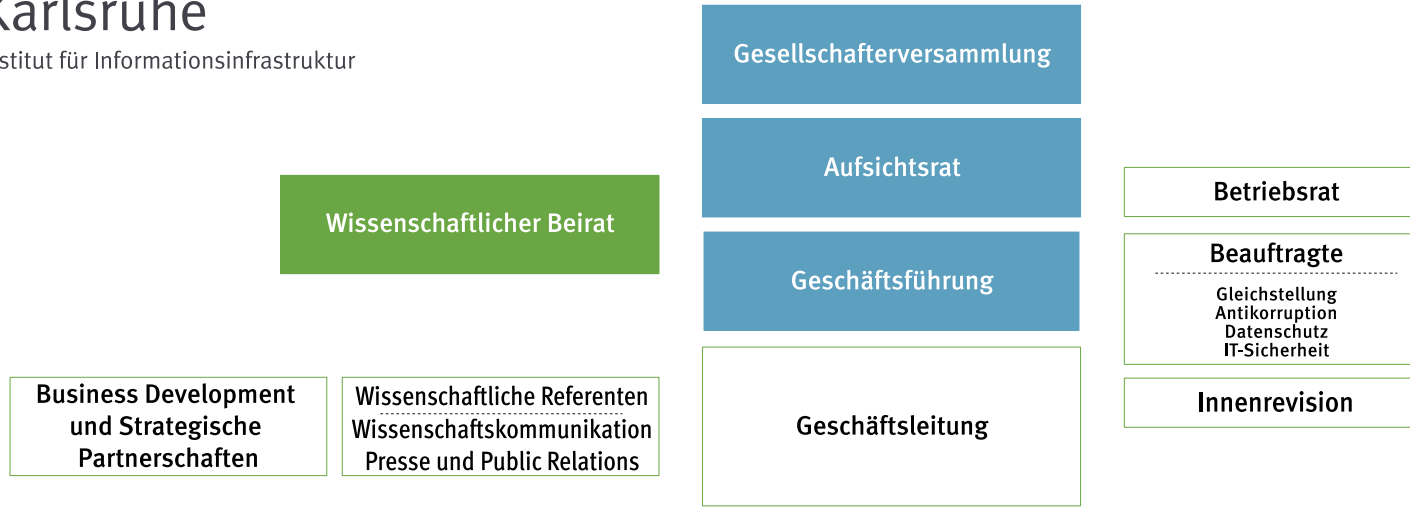 Karlsruhe
stitut für Informationsinfrastruktur
Gesellschafterversammlung
Aufsichtsrat
Wissenschaftlicher Beirat
Geschäftsführung
Betriebsrat
Beauftragte
Gleichstellung
Antikorruption
Datenschutz
IT-Sicherheit
Business Development
und Strategische
Partnerschaften
Wissenschaftliche Referenten
Wissenschaftskommunikation
Presse und Public Relations
Geschäftsleitung
Innenrevision